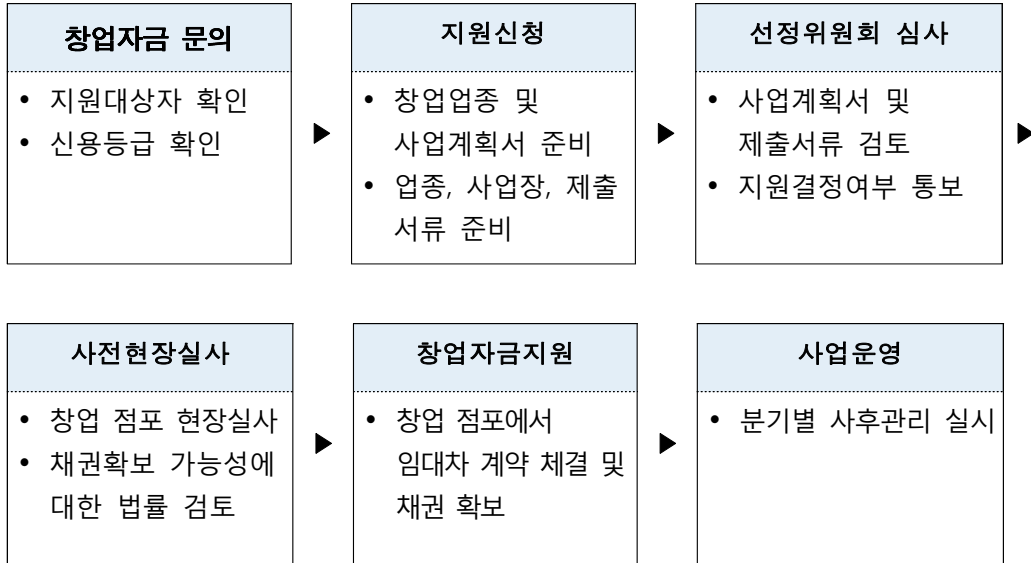 창업자금 문의
• 지원대상자 확인
• 신용등급 확인
지원신청
• 창업업종 및
사업계획서 준비
• 업종, 사업장, 제출
서류 준비
선정위원회 심사
• 사업계획서 및
제출서류 검토
• 지원결정여부 통보
사전현장실사
• 창업 점포 현장실사
• 채권확보 가능성에
대한 법률 검토
창업자금지원
• 창업 점포에서
임대차 계약 체결 및
채권 확보
사업운영
• 분기별 사후관리 실시